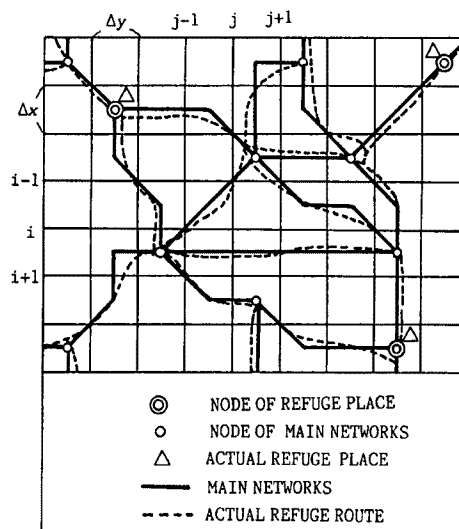 Δy j-1 j j+1
Δx
i-1
i
i+1
NODE OF REFUGE PLACE
NODE OF MAIN NETWORKS
ACTUAL REFUGE PLACE
MAIN NETWORKS
ACTUAL REFUGE ROUTE